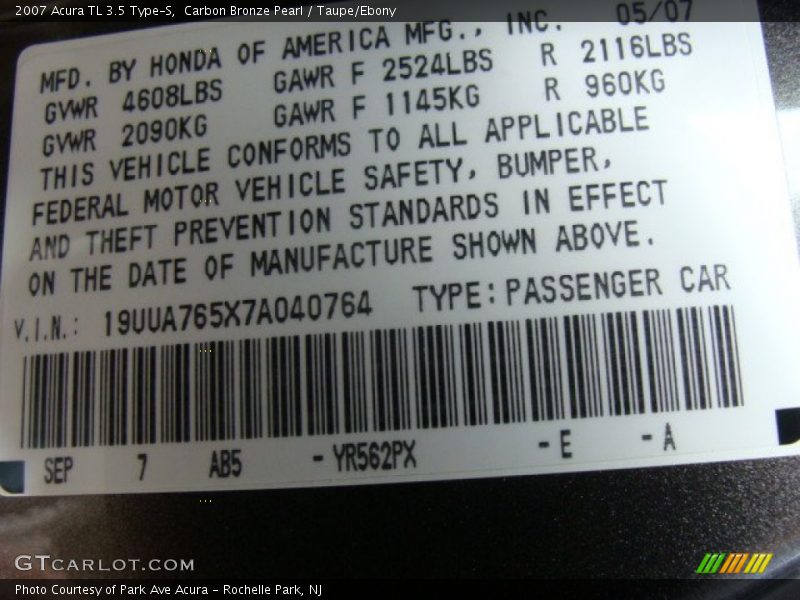 2007 Acura TL 3.5 Type-S, Carbon Bronze Pearl / Taupe/Ebony
MFD. BY HONDA OF AMERICA MFG., INC. 05/07
GVWR 4608LBS GAWR F 2524LBS R 2116LBS
GVWR 2090KG GAWR F 1145KG R 960KG
THIS VEHICLE CONFORMS TO ALL APPLICABLE
FEDERAL MOTOR VEHICLE SAFETY, BUMPER,
AND THEFT PREVENTION STANDARDS IN EFFECT
ON THE DATE OF MANUFACTURE SHOWN ABOVE.
V.I.N.: 19UUA765X7A040764 TYPE: PASSENGER CAR
SEP 7 AB5 - YR562PX - E - A
GTCARLOT.COM
Photo Courtesy of Park Ave Acura - Rochelle Park, NJ